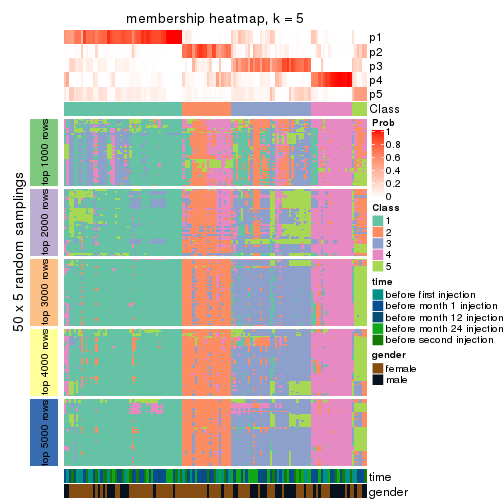 membership heatmap, k = 5
p1
p2
p3
p4
p5
Class
50 x 5 random samplings
top 1000 rows
top 2000 rows
top 3000 rows
top 4000 rows
top 5000 rows
time
gender
Prob
1
0.8
0.6
0.4
0.2
0
Class
1
2
3
4
5
time
before first injection
before month 1 injection
before month 12 injection
before month 24 injection
before second injection
gender
female
male